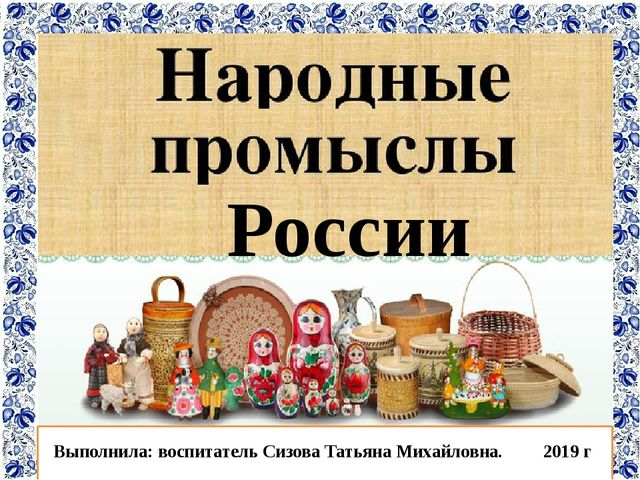 Народные
промыслы
России
Выполнила: воспитатель Сизова Татьяна Михайловна. 2019 г